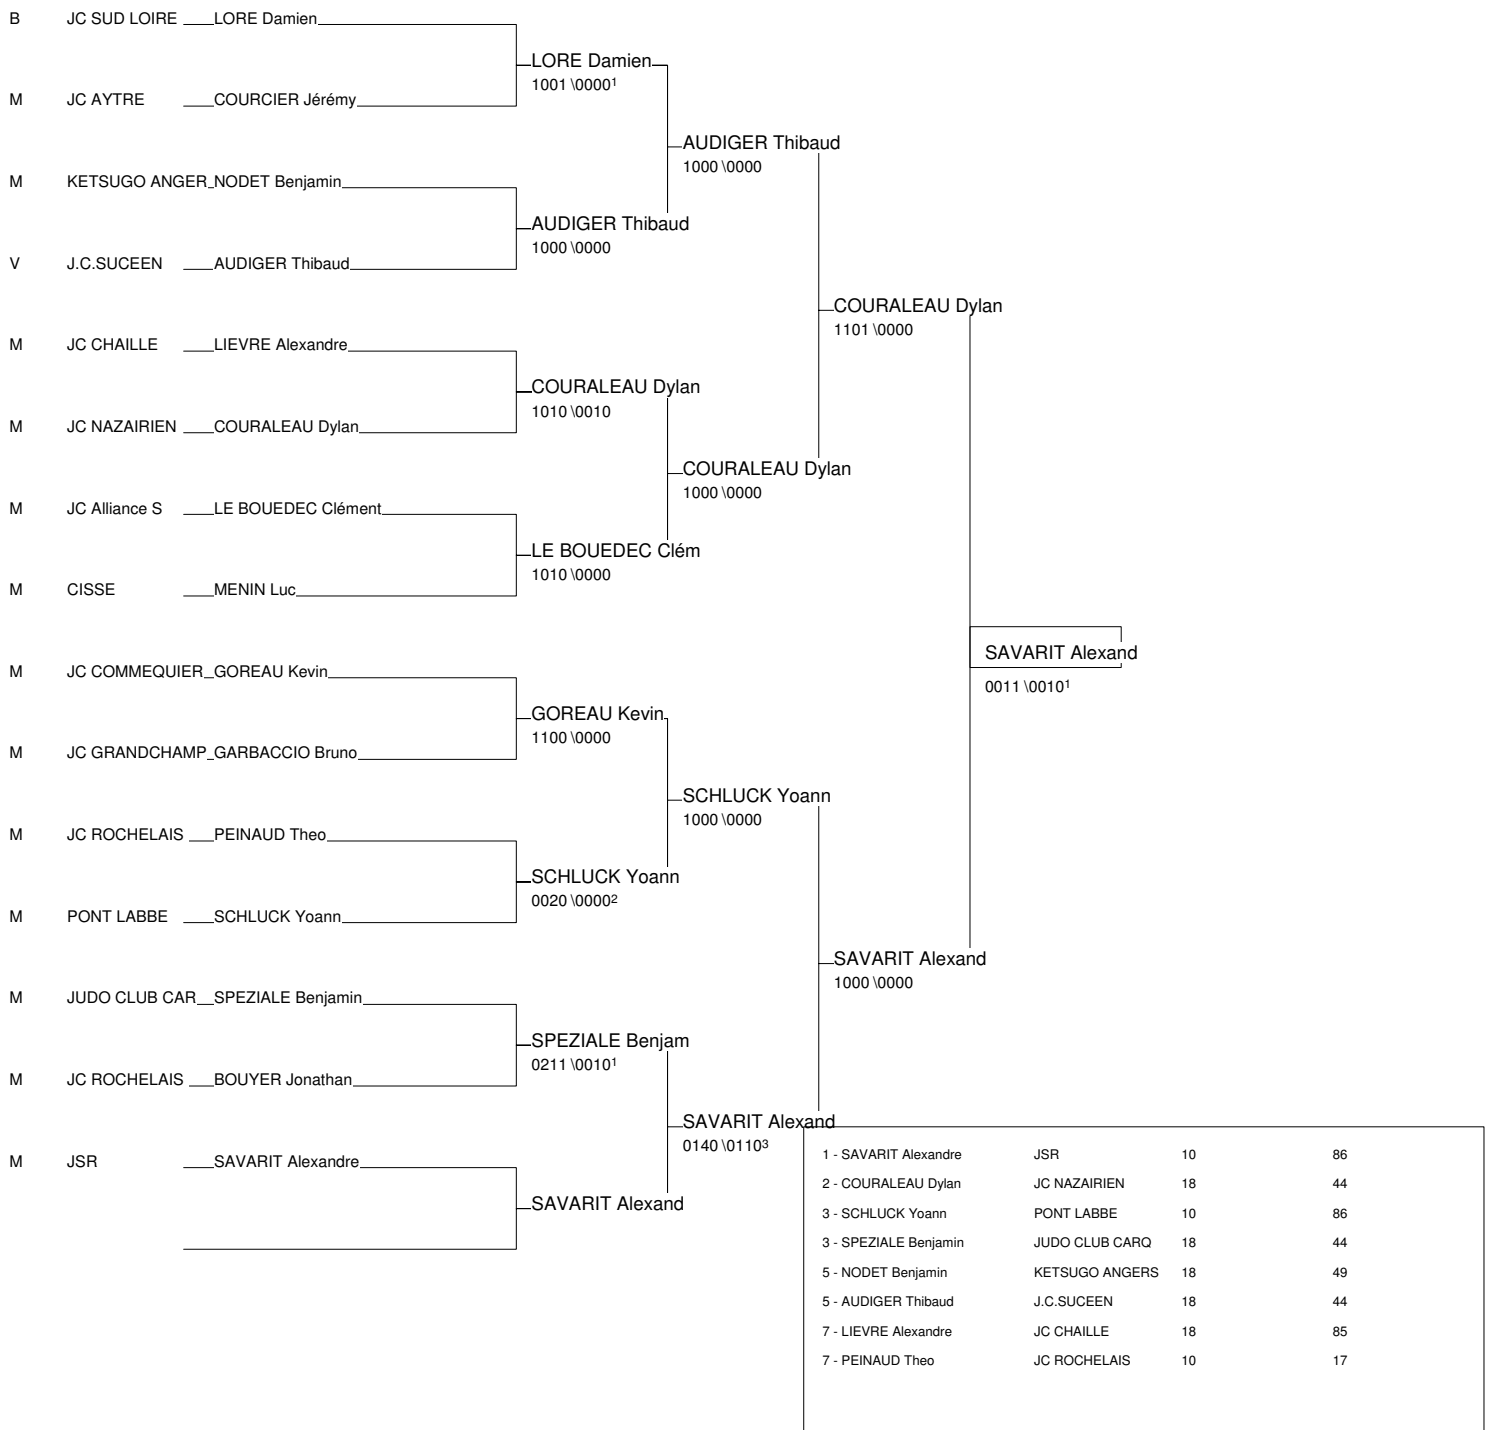 B JC SUD LOIRE LORE Damien
LORE Damien
1001 \0000¹
M JC AYTRE COURCIER Jérémy
AUDIGER Thibaud
1000 \0000
M KETSUGO ANGER NODET Benjamin
AUDIGER Thibaud
1000 \0000
V J.C.SUCEEN AUDIGER Thibaud
COURALEAU Dylan
1101 \0000
M JC CHAILLE LIEVRE Alexandre
COURALEAU Dylan
1010 \0010
M JC NAZAIRIEN COURALEAU Dylan
COURALEAU Dylan
1000 \0000
M JC Alliance S LE BOUEDEC Clément
LE BOUEDEC Clém
1010 \0000
M CISSE MENIN Luc
SAVARIT Alexand
0011 \0010¹
M JC COMMEQUIER GOREAU Kevin
GOREAU Kevin
1100 \0000
M JC GRANDCHAMP GARBACCIO Bruno
SCHLUCK Yoann
1000 \0000
M JC ROCHELAIS PEINAUD Theo
SCHLUCK Yoann
0020 \0000²
M PONT LABBE SCHLUCK Yoann
SAVARIT Alexand
1000 \0000
M JUDO CLUB CAR SPEZIALE Benjamin
SPEZIALE Benjam
0211 \0010¹
M JC ROCHELAIS BOUYER Jonathan
SAVARIT Alexand
0140 \0110³
M JSR SAVARIT Alexandre
SAVARIT Alexand
1 - SAVARIT Alexandre JSR 10 86
2 - COURALEAU Dylan JC NAZAIRIEN 18 44
3 - SCHLUCK Yoann PONT LABBE 10 86
3 - SPEZIALE Benjamin JUDO CLUB CARQ 18 44
5 - NODET Benjamin KETSUGO ANGERS 18 49
5 - AUDIGER Thibaud J.C.SUCEEN 18 44
7 - LIEVRE Alexandre JC CHAILLE 18 85
7 - PEINAUD Theo JC ROCHELAIS 10 17